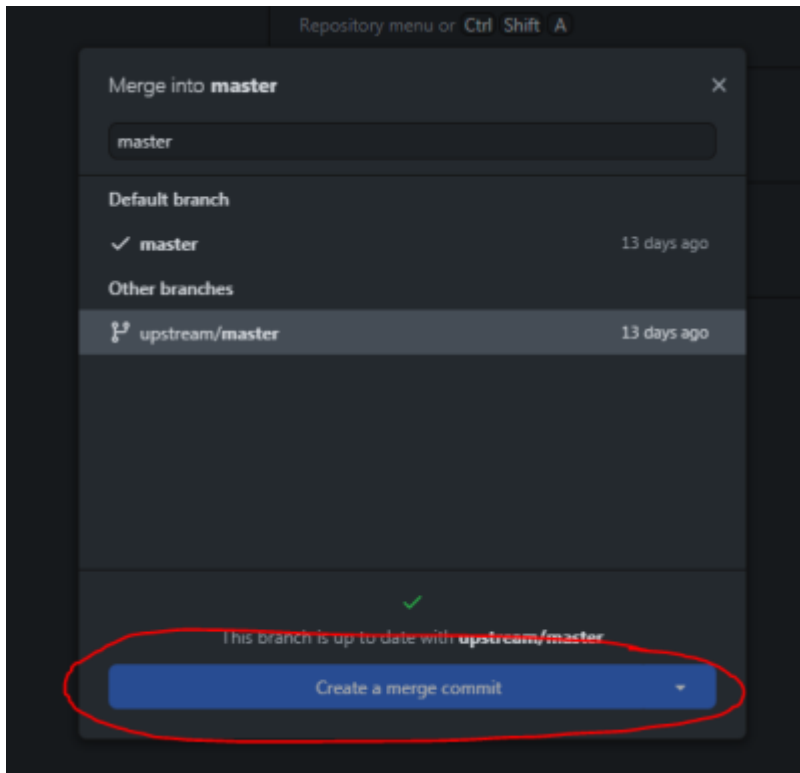 Repository menu or Ctrl Shift A
Merge into master
master
Default branch
master 13 days ago
Other branches
upstream/master 13 days ago
This branch is up to date with upstream/master
Create a merge commit